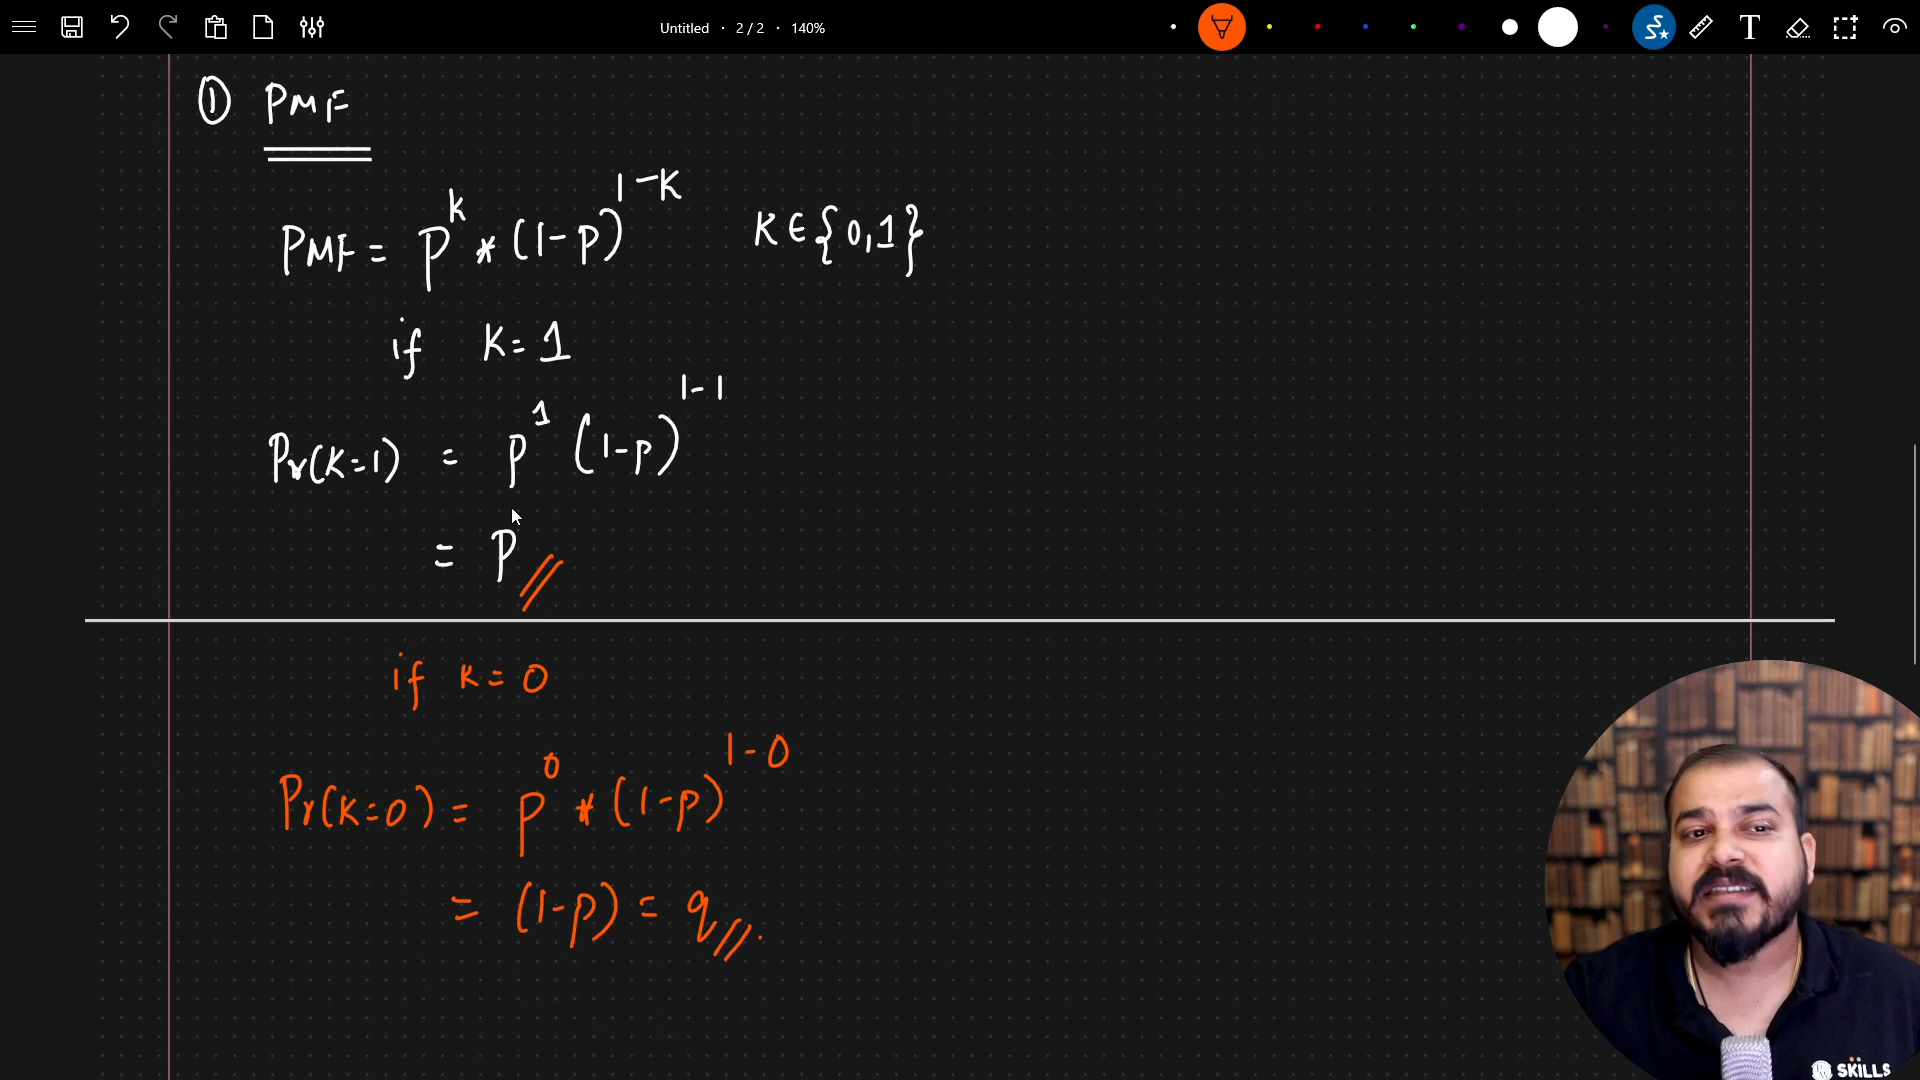 Untitled · 2 / 2 · 140%
① PMF
PMF = p^k * (1-p)^1-k K ∈ {0,1}
if K = 1
Pr(K=1) = p^1 (1-p)^1-1
= p
if K = 0
Pr(K=0) = p^0 * (1-p)^1-0
= (1-p) = q
SKILLS